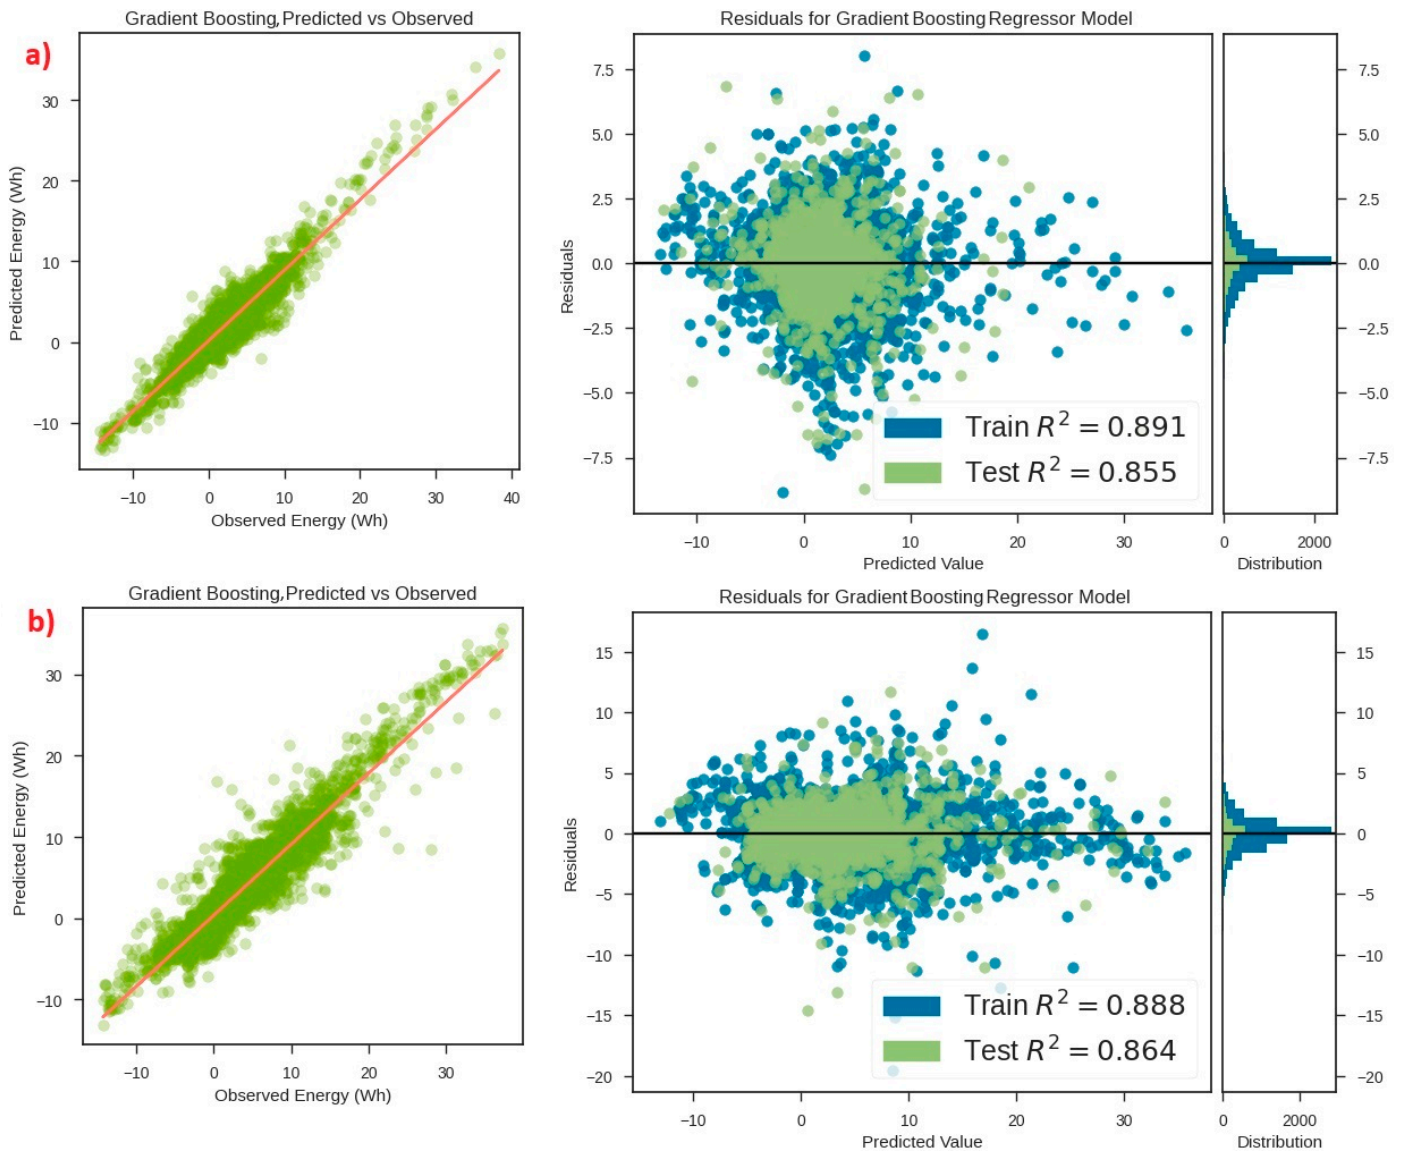 a)
Gradient Boosting, Predicted vs Observed
Predicted Energy (Wh)
30
20
10
0
−10
−10 0 10 20 30 40
Observed Energy (Wh)
Residuals for Gradient Boosting Regressor Model
Residuals
7.5
5.0
2.5
0.0
−2.5
−5.0
−7.5
Train R² = 0.891
Test R² = 0.855
−10 0 10 20 30
Predicted Value
7.5
5.0
2.5
0.0
−2.5
−5.0
−7.5
0 2000
Distribution
b)
Gradient Boosting, Predicted vs Observed
Predicted Energy (Wh)
30
20
10
0
−10
−10 0 10 20 30
Observed Energy (Wh)
Residuals for Gradient Boosting Regressor Model
Residuals
15
10
5
0
−5
−10
−15
−20
Train R² = 0.888
Test R² = 0.864
−10 0 10 20 30
Predicted Value
15
10
5
0
−5
−10
−15
−20
0 2000
Distribution